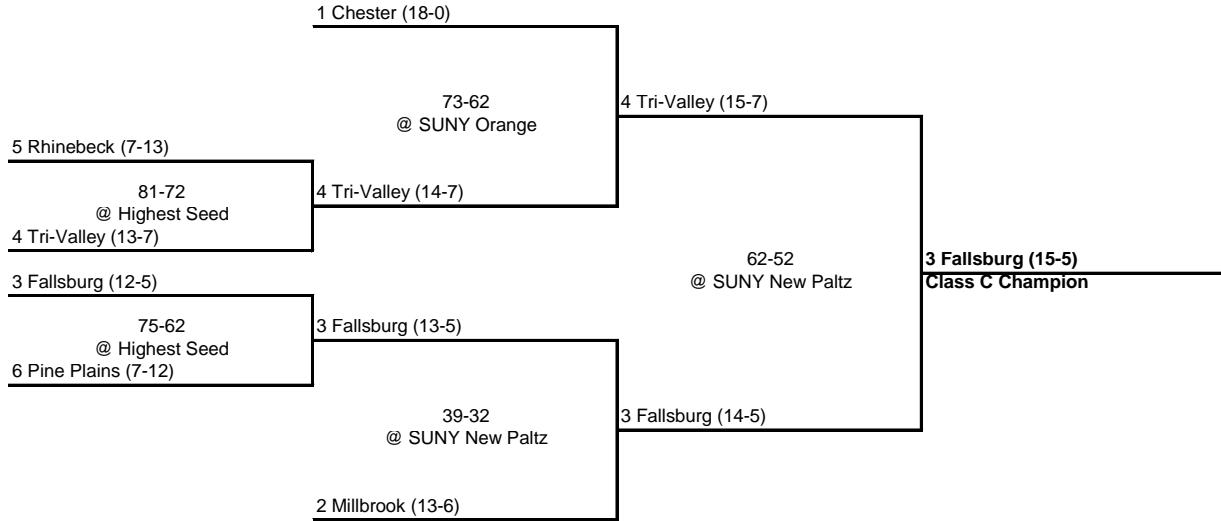 1 Chester (18-0)
73-62
@ SUNY Orange
4 Tri-Valley (15-7)
5 Rhinebeck (7-13)
81-72
@ Highest Seed
4 Tri-Valley (14-7)
4 Tri-Valley (13-7)
62-52
@ SUNY New Paltz
3 Fallsburg (15-5)
Class C Champion
3 Fallsburg (12-5)
75-62
@ Highest Seed
3 Fallsburg (13-5)
6 Pine Plains (7-12)
39-32
@ SUNY New Paltz
3 Fallsburg (14-5)
2 Millbrook (13-6)